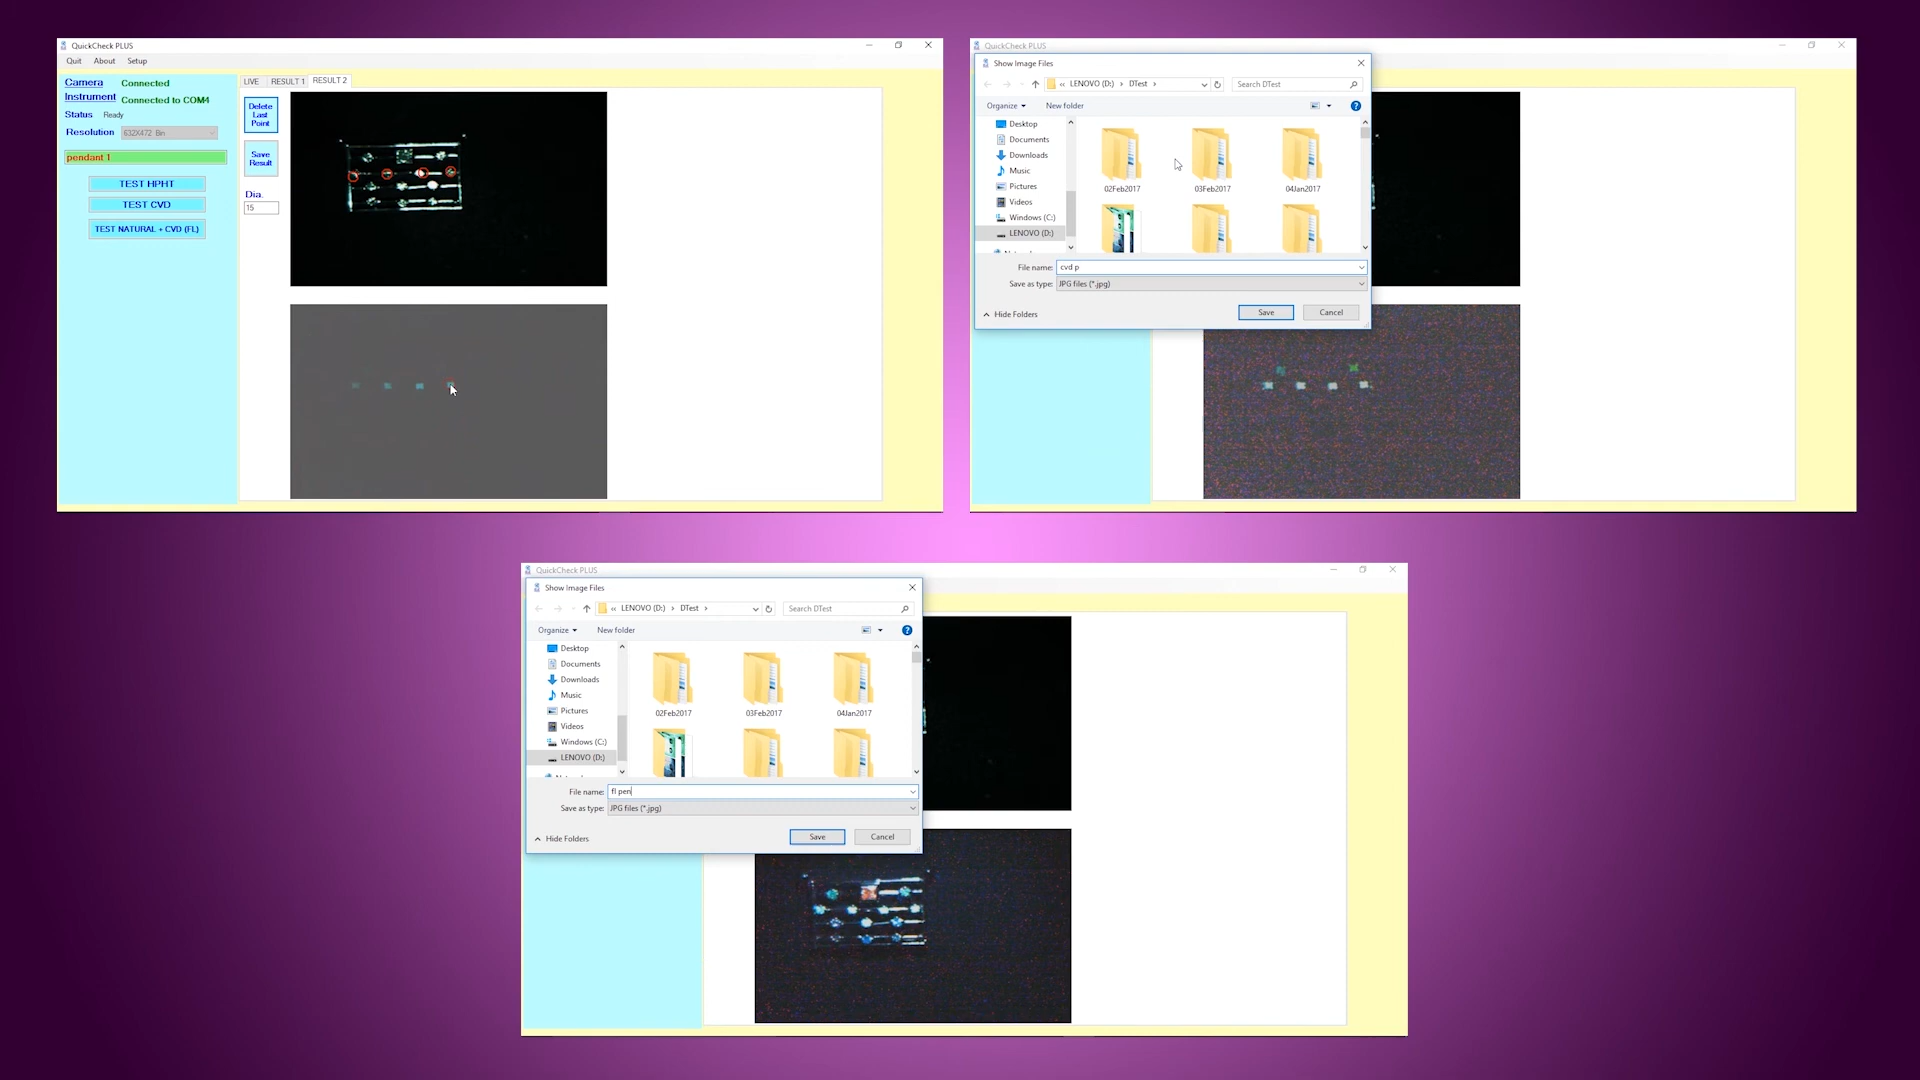 QuickCheck PLUS
Quit About Setup
Camera Connected
Instrument Connected to COM4
Status Ready
Resolution 632X472 Bin
pendant 1
TEST HPHT
TEST CVD
TEST NATURAL + CVD (FL)
LIVE RESULT 1 RESULT 2
Delete
Last
Point
Save
Result
Dia.
15
QuickCheck PLUS
Show Image Files
« LENOVO (D:) > DTest > Search DTest
Organize New folder
Desktop
Documents
Downloads
Music
Pictures
Videos
Windows (C:)
LENOVO (D:)
02Feb2017 03Feb2017 04Jan2017
File name: cvd p
Save as type: JPG files (*.jpg)
Hide Folders Save Cancel
QuickCheck PLUS
Show Image Files
« LENOVO (D:) > DTest > Search DTest
Organize New folder
Desktop
Documents
Downloads
Music
Pictures
Videos
Windows (C:)
LENOVO (D:)
02Feb2017 03Feb2017 04Jan2017
File name: fl pen
Save as type: JPG files (*.jpg)
Hide Folders Save Cancel